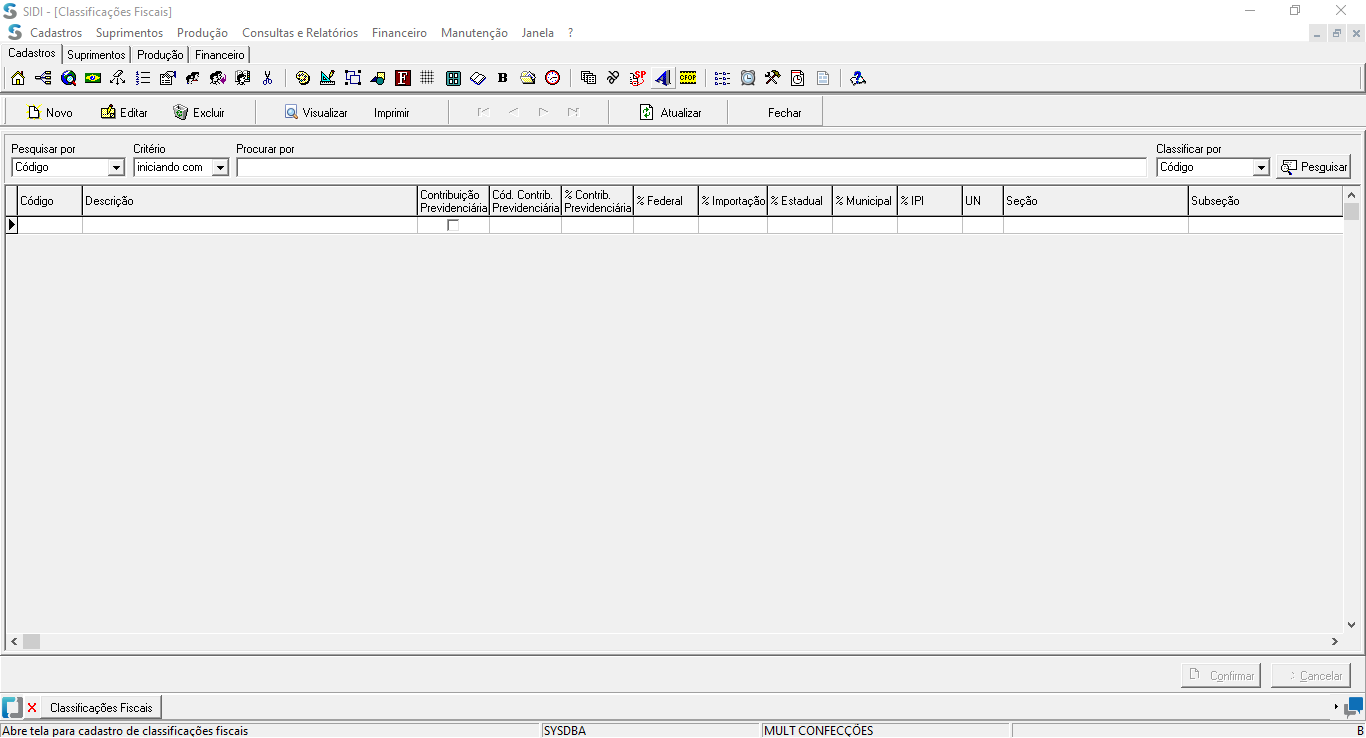 SIDI - [Classificações Fiscais]
Cadastros Suprimentos Produção Consultas e Relatórios Financeiro Manutenção Janela ?
Cadastros Suprimentos Produção Financeiro
F B SP CFOP
Novo Editar Excluir Visualizar Imprimir Atualizar Fechar
Pesquisar por Critério Procurar por Classificar por
Código iniciando com Código Pesquisar
Código Descrição Contribuição Previdenciária Cód. Contrib. Previdenciária % Contrib. Previdenciária % Federal % Importação % Estadual % Municipal % IPI UN Seção Subseção
Confirmar Cancelar
Classificações Fiscais
Abre tela para cadastro de classificações fiscais SYSDBA MULT CONFECÇÕES B